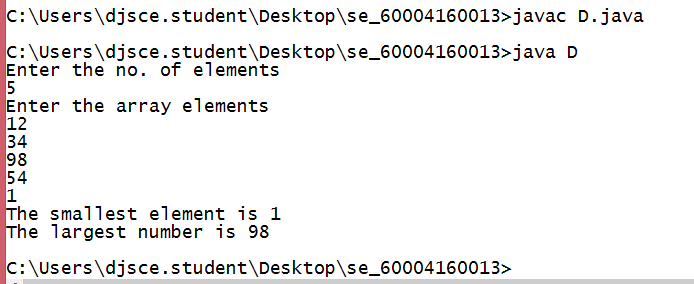 C:\Users\djsce.student\Desktop\se_60004160013>javac D.java
C:\Users\djsce.student\Desktop\se_60004160013>java D
Enter the no. of elements
5
Enter the array elements
12
34
98
54
1
The smallest element is 1
The largest number is 98
C:\Users\djsce.student\Desktop\se_60004160013>